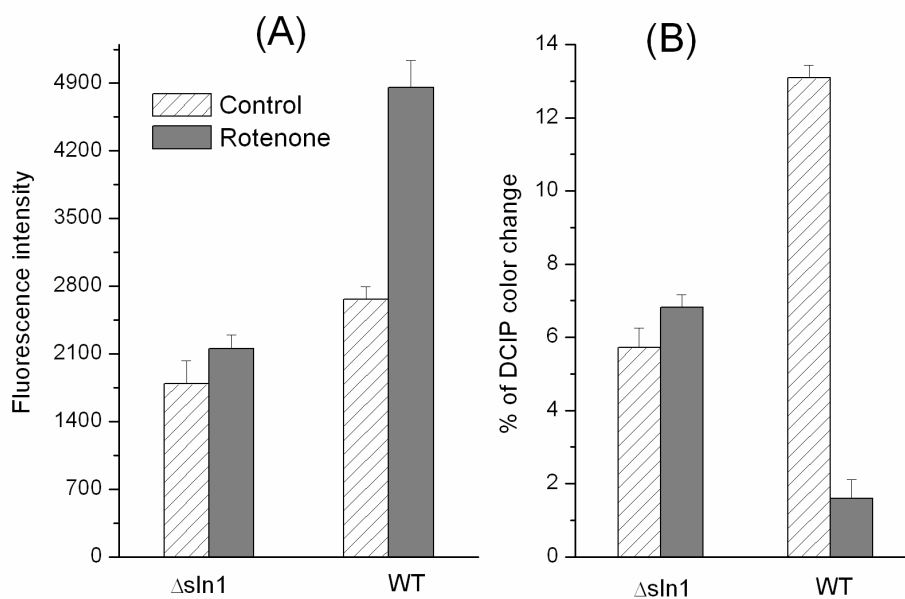 (A)
Fluorescence intensity
4900
4200
3500
2800
2100
1400
700
0
Control
Rotenone
Δsln1
WT
(B)
% of DCIP color change
14
12
10
8
6
4
2
0
Δsln1
WT